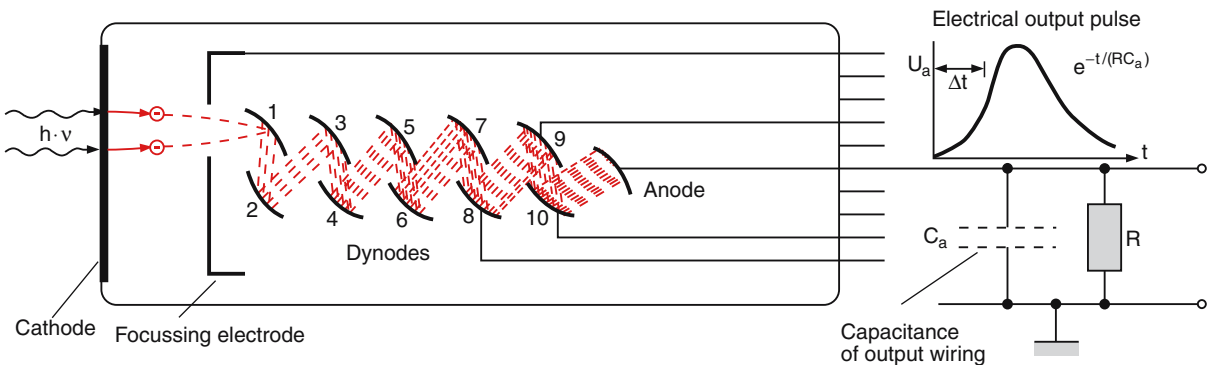 Electrical output pulse
U_a
Δt
e^{–t/(RC_a)}
t
h·ν
1
3
5
7
9
2
4
6
8
10
Anode
Dynodes
C_a
R
Cathode
Focussing electrode
Capacitance
of output wiring